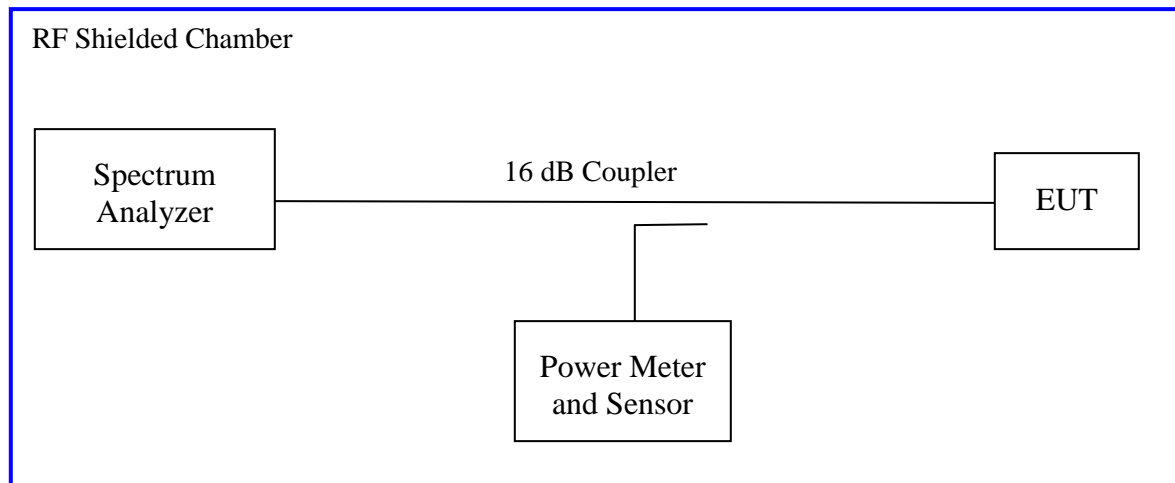 RF Shielded Chamber
Spectrum
Analyzer
16 dB Coupler
EUT
Power Meter
and Sensor